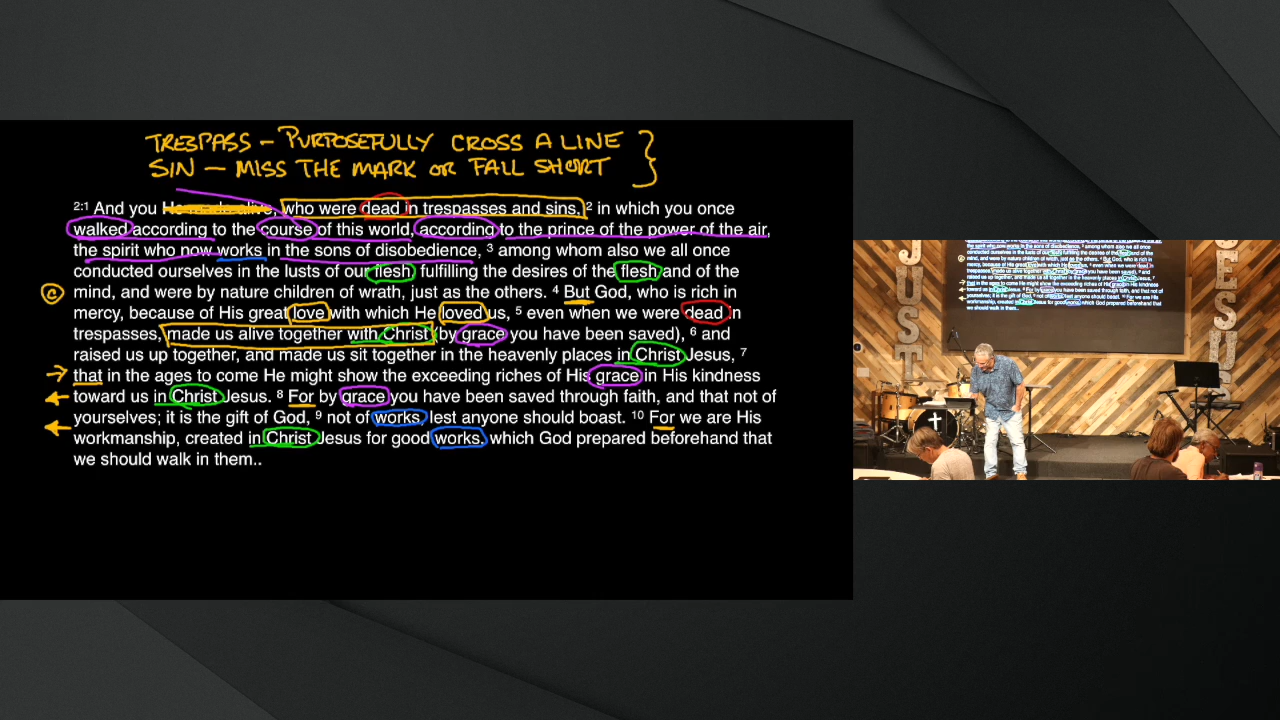 TRESPASS – PURPOSEFULLY CROSS A LINE
SIN – MISS THE MARK OR FALL SHORT
2:1 And you He made alive, who were dead in trespasses and sins, 2 in which you once
walked according to the course of this world, according to the prince of the power of the air,
the spirit who now works in the sons of disobedience, 3 among whom also we all once
conducted ourselves in the lusts of our flesh, fulfilling the desires of the flesh and of the
C mind, and were by nature children of wrath, just as the others. 4 But God, who is rich in
mercy, because of His great love with which He loved us, 5 even when we were dead in
trespasses, made us alive together with Christ (by grace you have been saved), 6 and
raised us up together, and made us sit together in the heavenly places in Christ Jesus, 7
that in the ages to come He might show the exceeding riches of His grace in His kindness
toward us in Christ Jesus. 8 For by grace you have been saved through faith, and that not of
yourselves; it is the gift of God, 9 not of works, lest anyone should boast. 10 For we are His
workmanship, created in Christ Jesus for good works, which God prepared beforehand that
we should walk in them..
JUST
JESUS